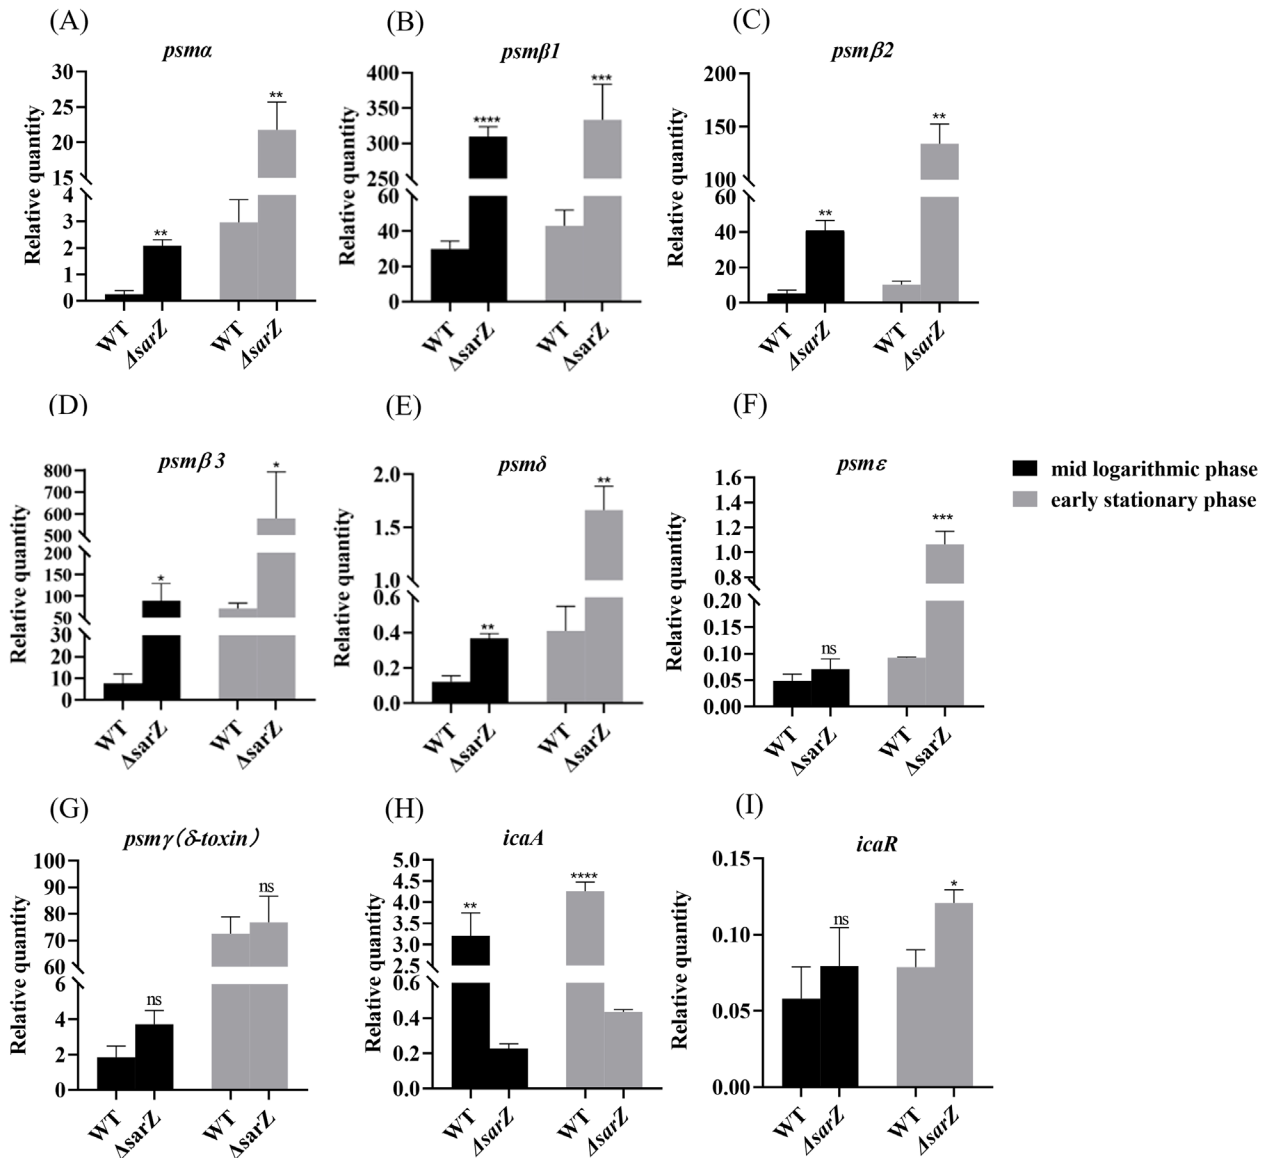 (A)
psmα
Relative quantity
30
25
20
15
4
3
2
1
0
**
**
WT
ΔsarZ
WT
ΔsarZ
(B)
psmβ1
Relative quantity
400
350
300
250
60
40
20
0
****
***
WT
ΔsarZ
WT
ΔsarZ
(C)
psmβ2
Relative quantity
200
150
100
60
40
20
0
**
**
WT
ΔsarZ
WT
ΔsarZ
(D)
psmβ 3
Relative quantity
800
700
600
500
200
150
100
50
30
20
10
0
*
*
WT
ΔsarZ
WT
ΔsarZ
(E)
psmδ
Relative quantity
2.0
1.5
1.0
0.6
0.4
0.2
0.0
**
**
WT
ΔsarZ
WT
ΔsarZ
(F)
psmε
Relative quantity
1.6
1.4
1.2
1.0
0.8
0.20
0.15
0.10
0.05
0.00
ns
***
WT
ΔsarZ
WT
ΔsarZ
mid logarithmic phase
early stationary phase
(G)
psmγ(δ-toxin)
Relative quantity
100
90
80
70
60
6
4
2
0
ns
ns
WT
ΔsarZ
WT
ΔsarZ
(H)
icaA
Relative quantity
5.0
4.5
4.0
3.5
3.0
2.5
0.6
0.4
0.2
0.0
**
****
WT
ΔsarZ
WT
ΔsarZ
(I)
icaR
Relative quantity
0.15
0.10
0.05
0.00
ns
*
WT
ΔsarZ
WT
ΔsarZ